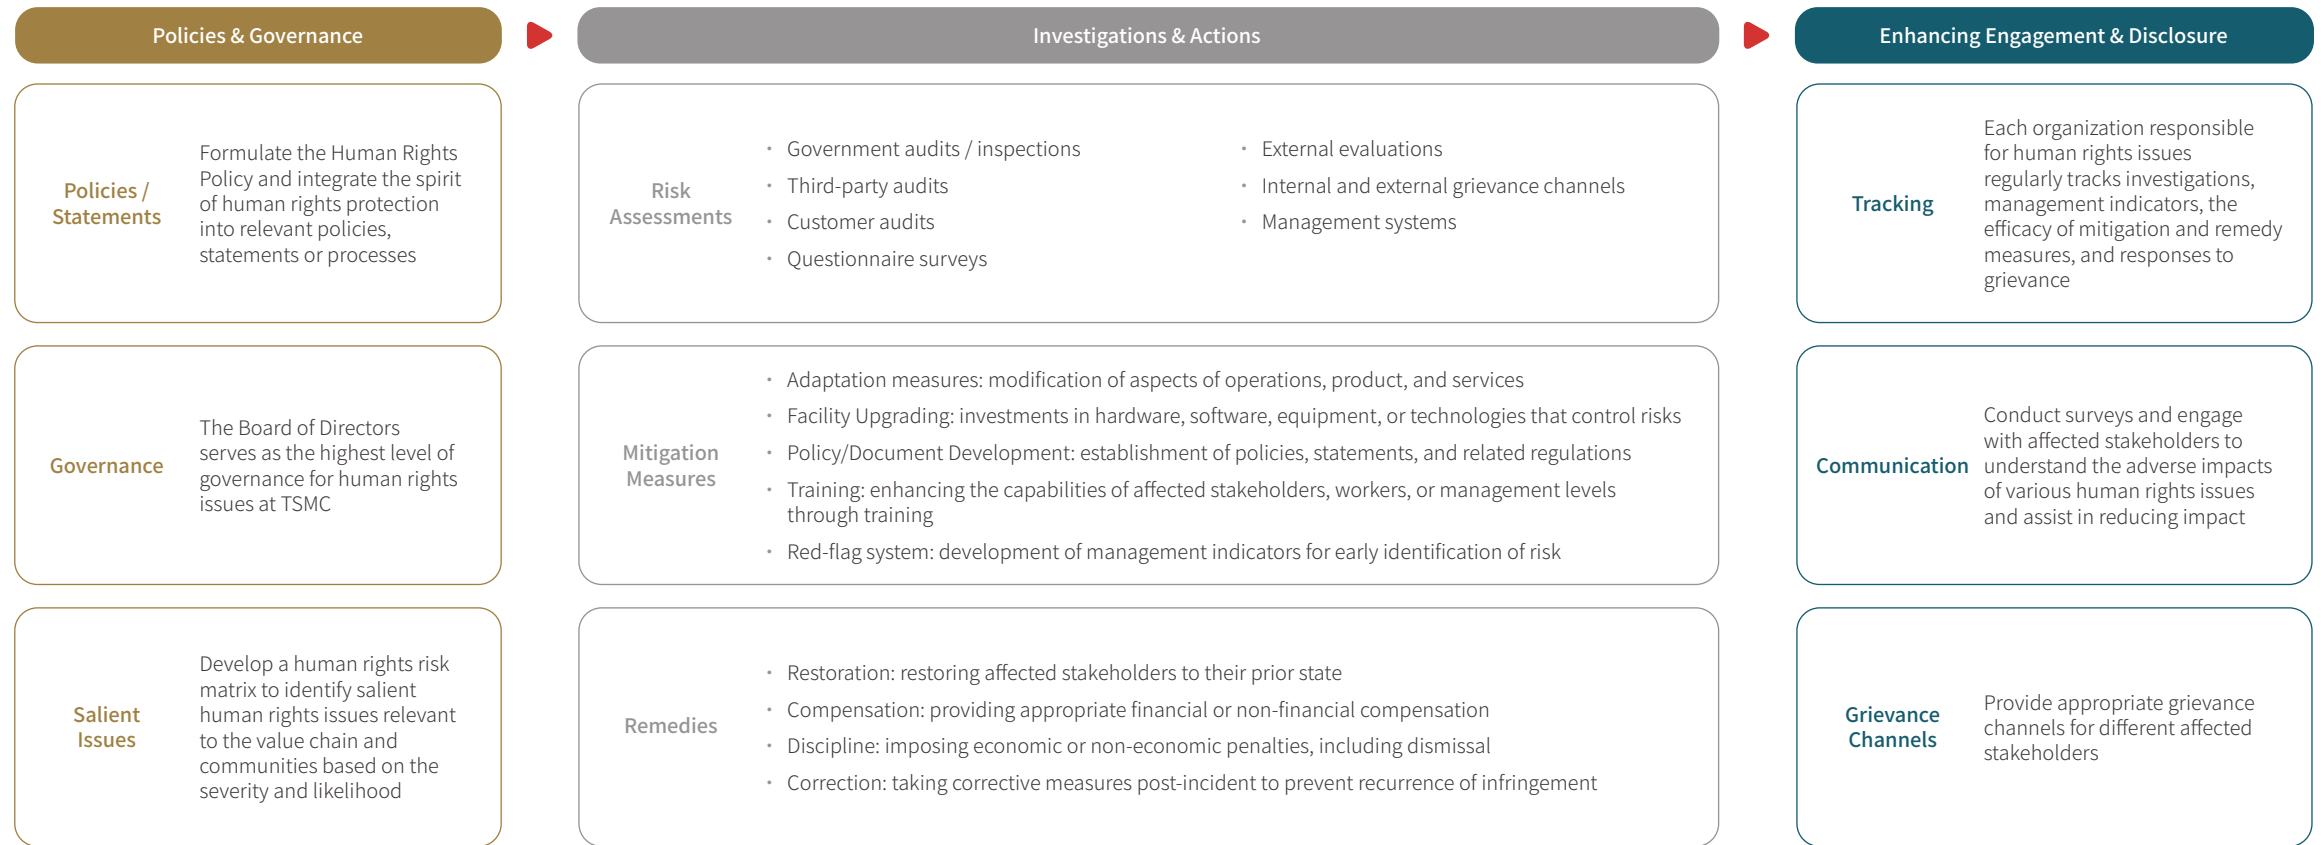 Policies & Governance
Policies /
Statements
Formulate the Human Rights
Policy and integrate the spirit
of human rights protection
into relevant policies,
statements or processes
Governance
The Board of Directors
serves as the highest level of
governance for human rights
issues at TSMC
Salient
Issues
Develop a human rights risk
matrix to identify salient
human rights issues relevant
to the value chain and
communities based on the
severity and likelihood
Investigations & Actions
Risk
Assessments
· Government audits / inspections
· Third-party audits
· Customer audits
· Questionnaire surveys
· External evaluations
· Internal and external grievance channels
· Management systems
Mitigation
Measures
· Adaptation measures: modification of aspects of operations, product, and services
· Facility Upgrading: investments in hardware, software, equipment, or technologies that control risks
· Policy/Document Development: establishment of policies, statements, and related regulations
· Training: enhancing the capabilities of affected stakeholders, workers, or management levels
through training
· Red-flag system: development of management indicators for early identification of risk
Remedies
· Restoration: restoring affected stakeholders to their prior state
· Compensation: providing appropriate financial or non-financial compensation
· Discipline: imposing economic or non-economic penalties, including dismissal
· Correction: taking corrective measures post-incident to prevent recurrence of infringement
Enhancing Engagement & Disclosure
Tracking
Each organization responsible
for human rights issues
regularly tracks investigations,
management indicators, the
efficacy of mitigation and remedy
measures, and responses to
grievance
Communication
Conduct surveys and engage
with affected stakeholders to
understand the adverse impacts
of various human rights issues
and assist in reducing impact
Grievance
Channels
Provide appropriate grievance
channels for different affected
stakeholders